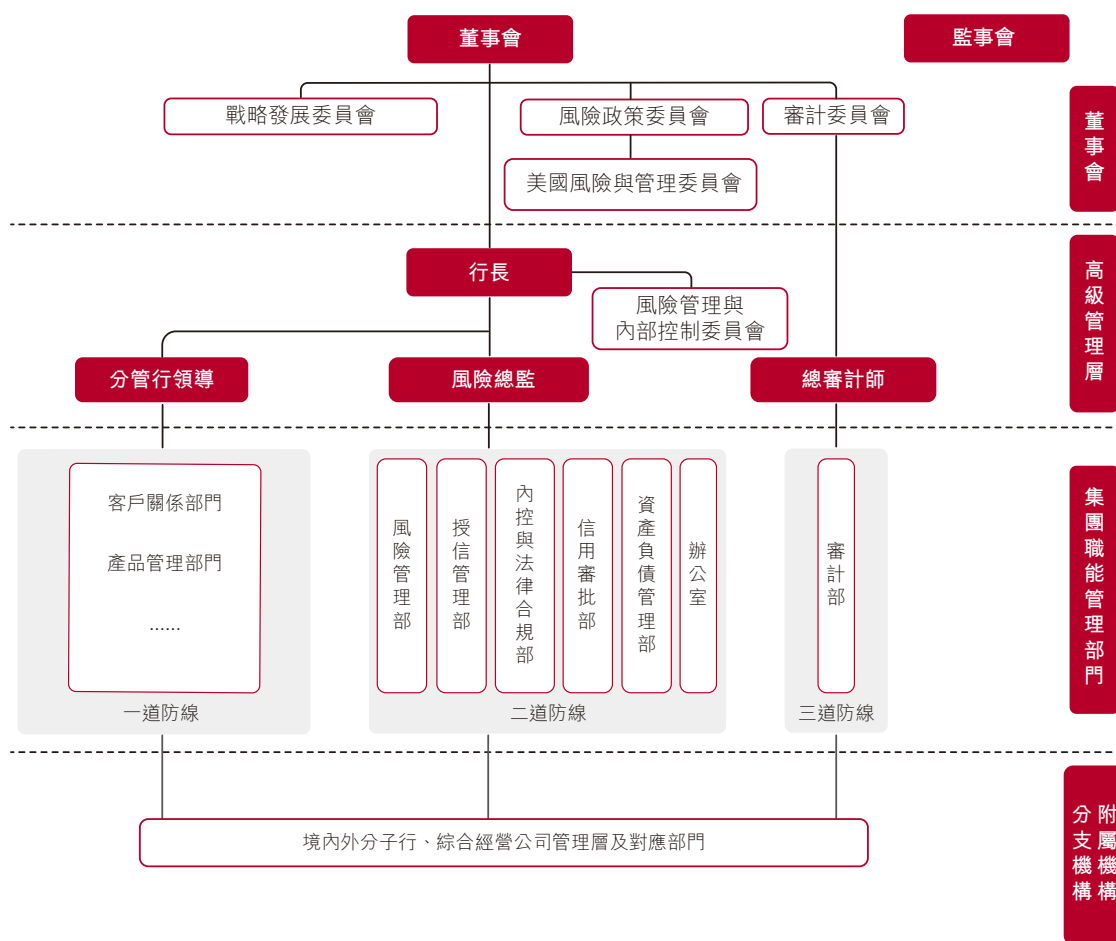 董事會
監事會
戰略發展委員會
風險政策委員會
審計委員會
美國風險與管理委員會
董事會
行長
風險管理與
內部控制委員會
分管行領導
風險總監
總審計師
高級管理層
客戶關係部門
產品管理部門
......
一道防線
風險管理部
授信管理部
內控與法律合規部
信用審批部
資產負債管理部
辦公室
二道防線
審計部
三道防線
集團職能管理部門
境內外分子行、綜合經營公司管理層及對應部門
附屬機構
分支機構